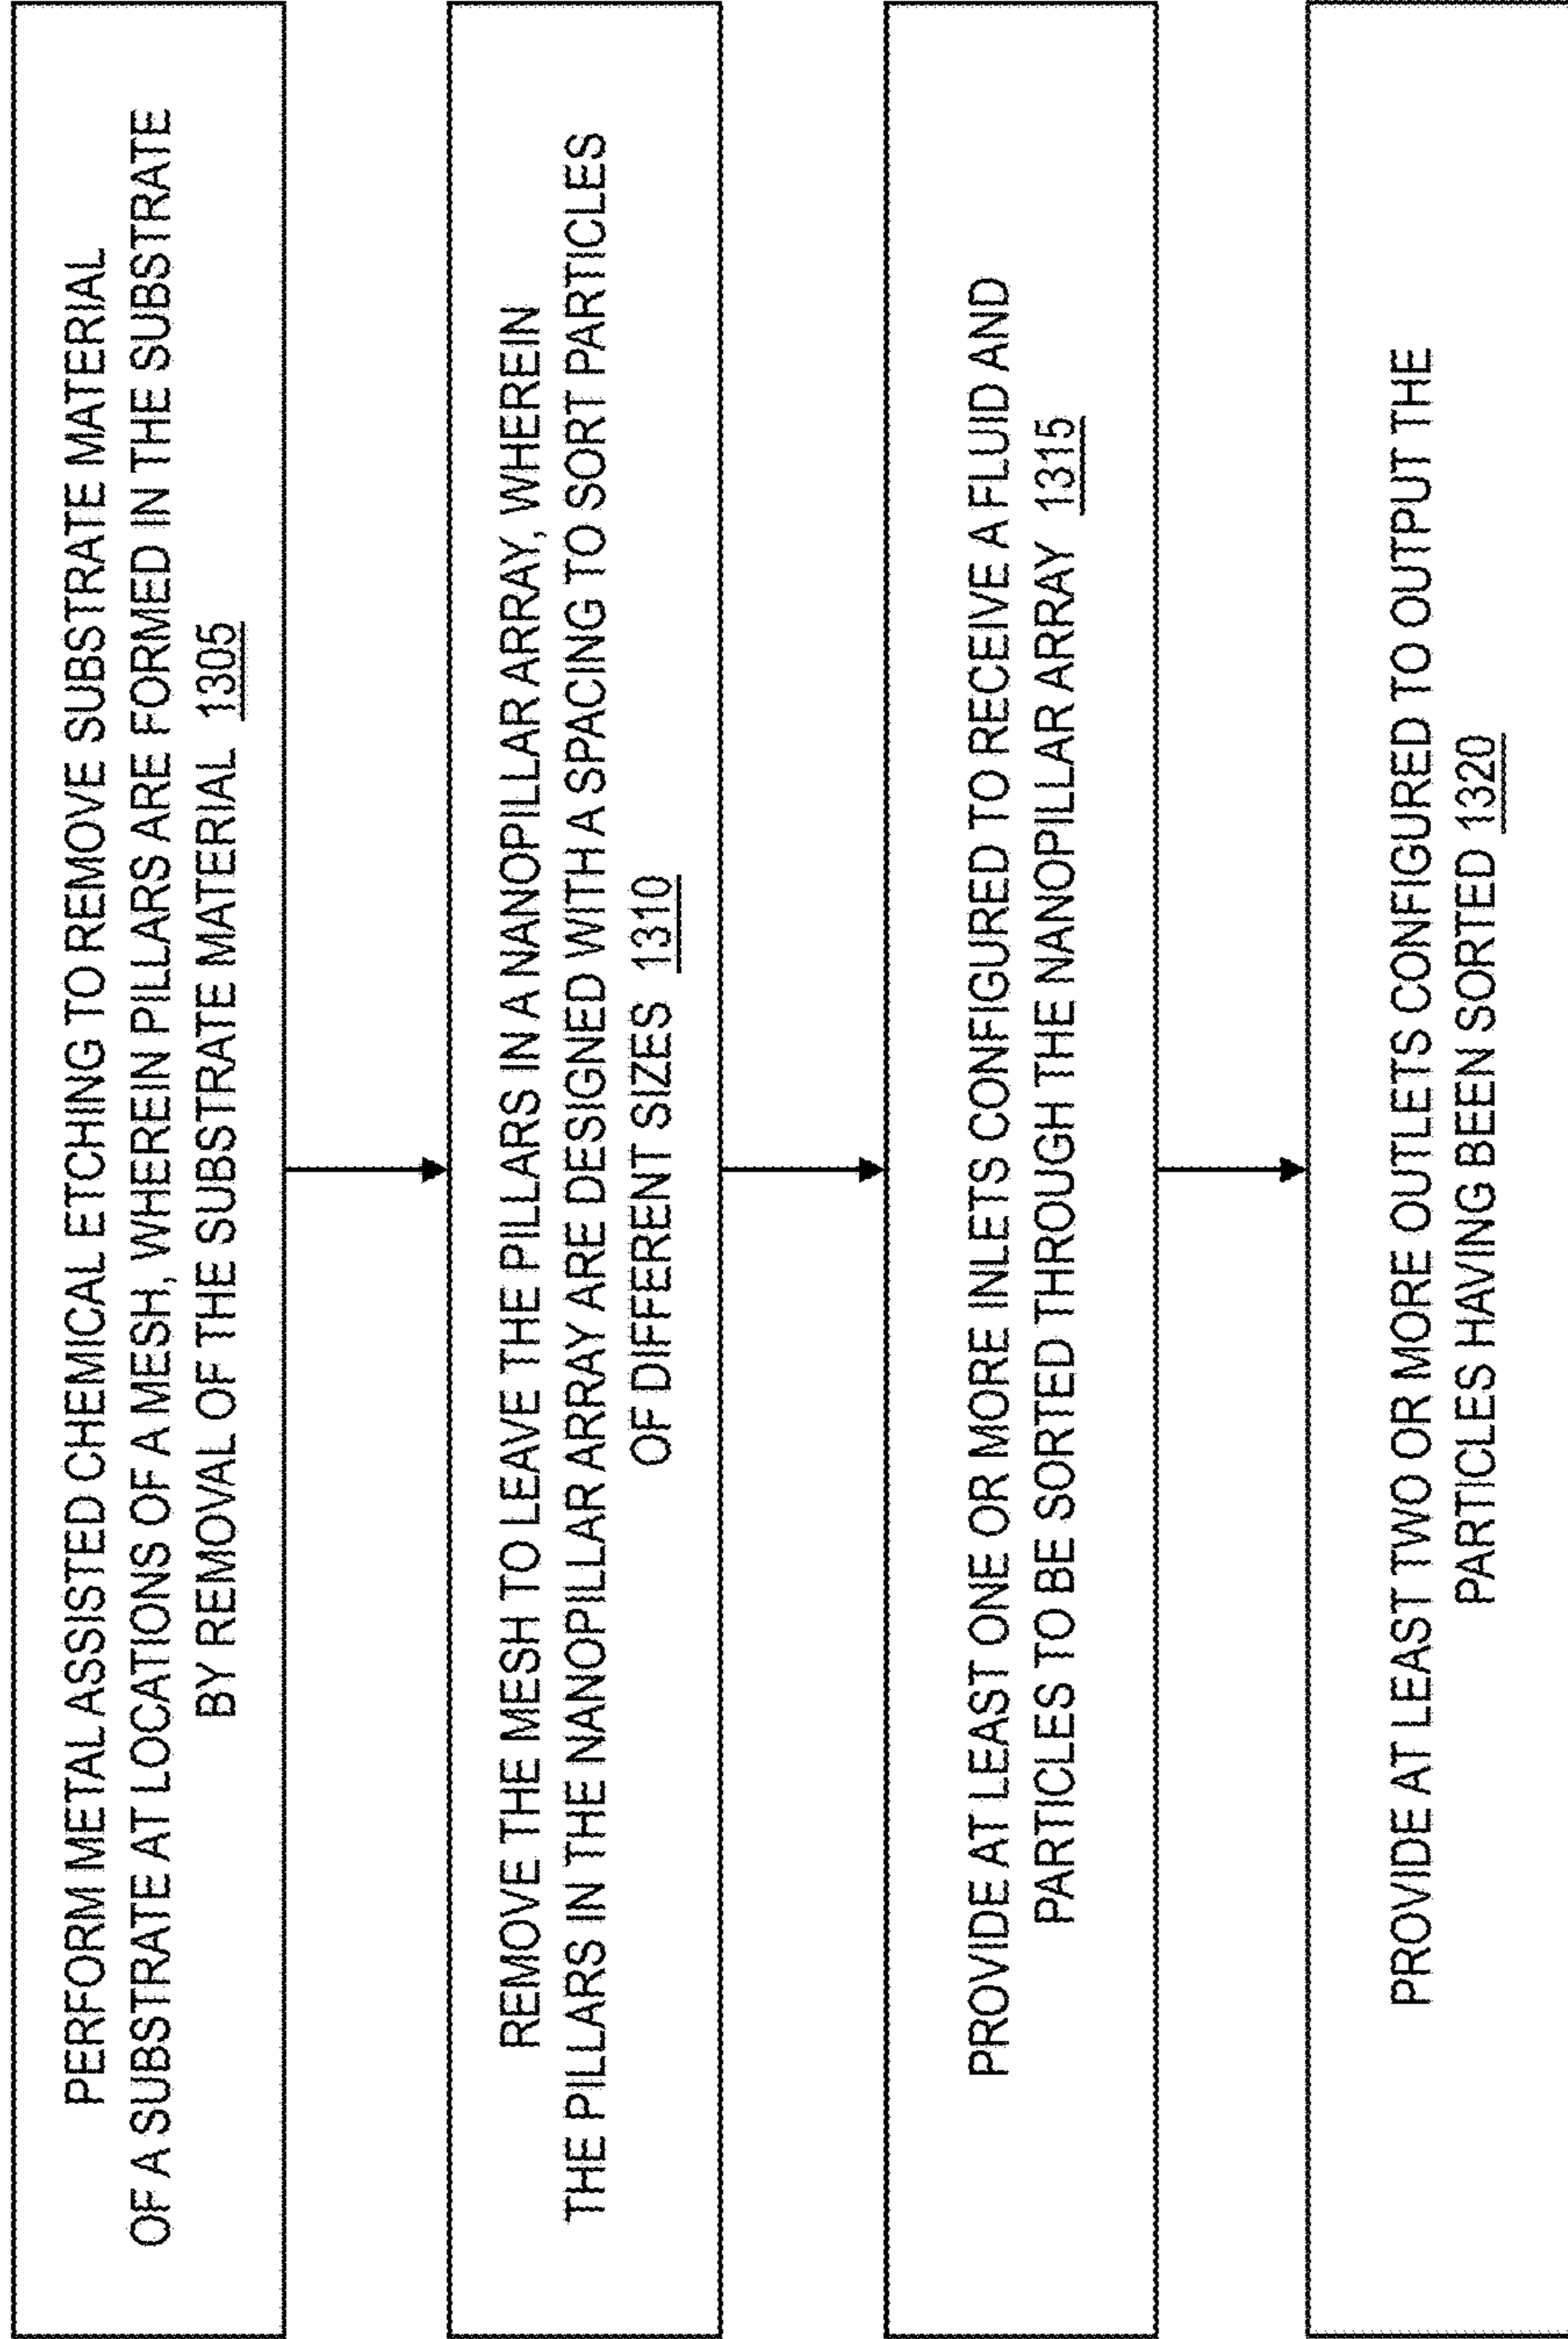 PERFORM METAL ASSISTED CHEMICAL ETCHING TO REMOVE SUBSTRATE MATERIAL
OF A SUBSTRATE AT LOCATIONS OF A MESH, WHEREIN PILLARS ARE FORMED IN THE SUBSTRATE
BY REMOVAL OF THE SUBSTRATE MATERIAL 1305
REMOVE THE MESH TO LEAVE THE PILLARS IN A NANOPILLAR ARRAY, WHEREIN
THE PILLARS IN THE NANOPILLAR ARRAY ARE DESIGNED WITH A SPACING TO SORT PARTICLES
OF DIFFERENT SIZES 1310
PROVIDE AT LEAST ONE OR MORE INLETS CONFIGURED TO RECEIVE A FLUID AND
PARTICLES TO BE SORTED THROUGH THE NANOPILLAR ARRAY 1315
PROVIDE AT LEAST TWO OR MORE OUTLETS CONFIGURED TO OUTPUT THE
PARTICLES HAVING BEEN SORTED 1320